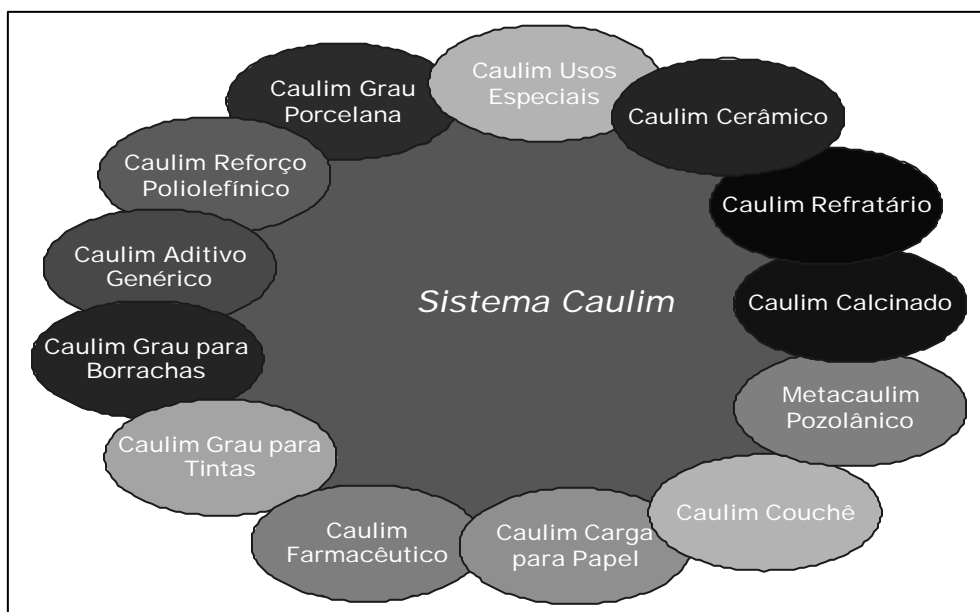 Caulim Usos
Especiais
Caulim Grau
Porcelana
Caulim Cerâmico
Caulim Reforço
Poliolefínico
Caulim Refratário
Caulim Aditivo
Genérico
Sistema Caulim
Caulim Calcinado
Caulim Grau para
Borrachas
Metacaulim
Pozolânico
Caulim Grau para
Tintas
Caulim Couchê
Caulim
Farmacêutico
Caulim Carga
para Papel